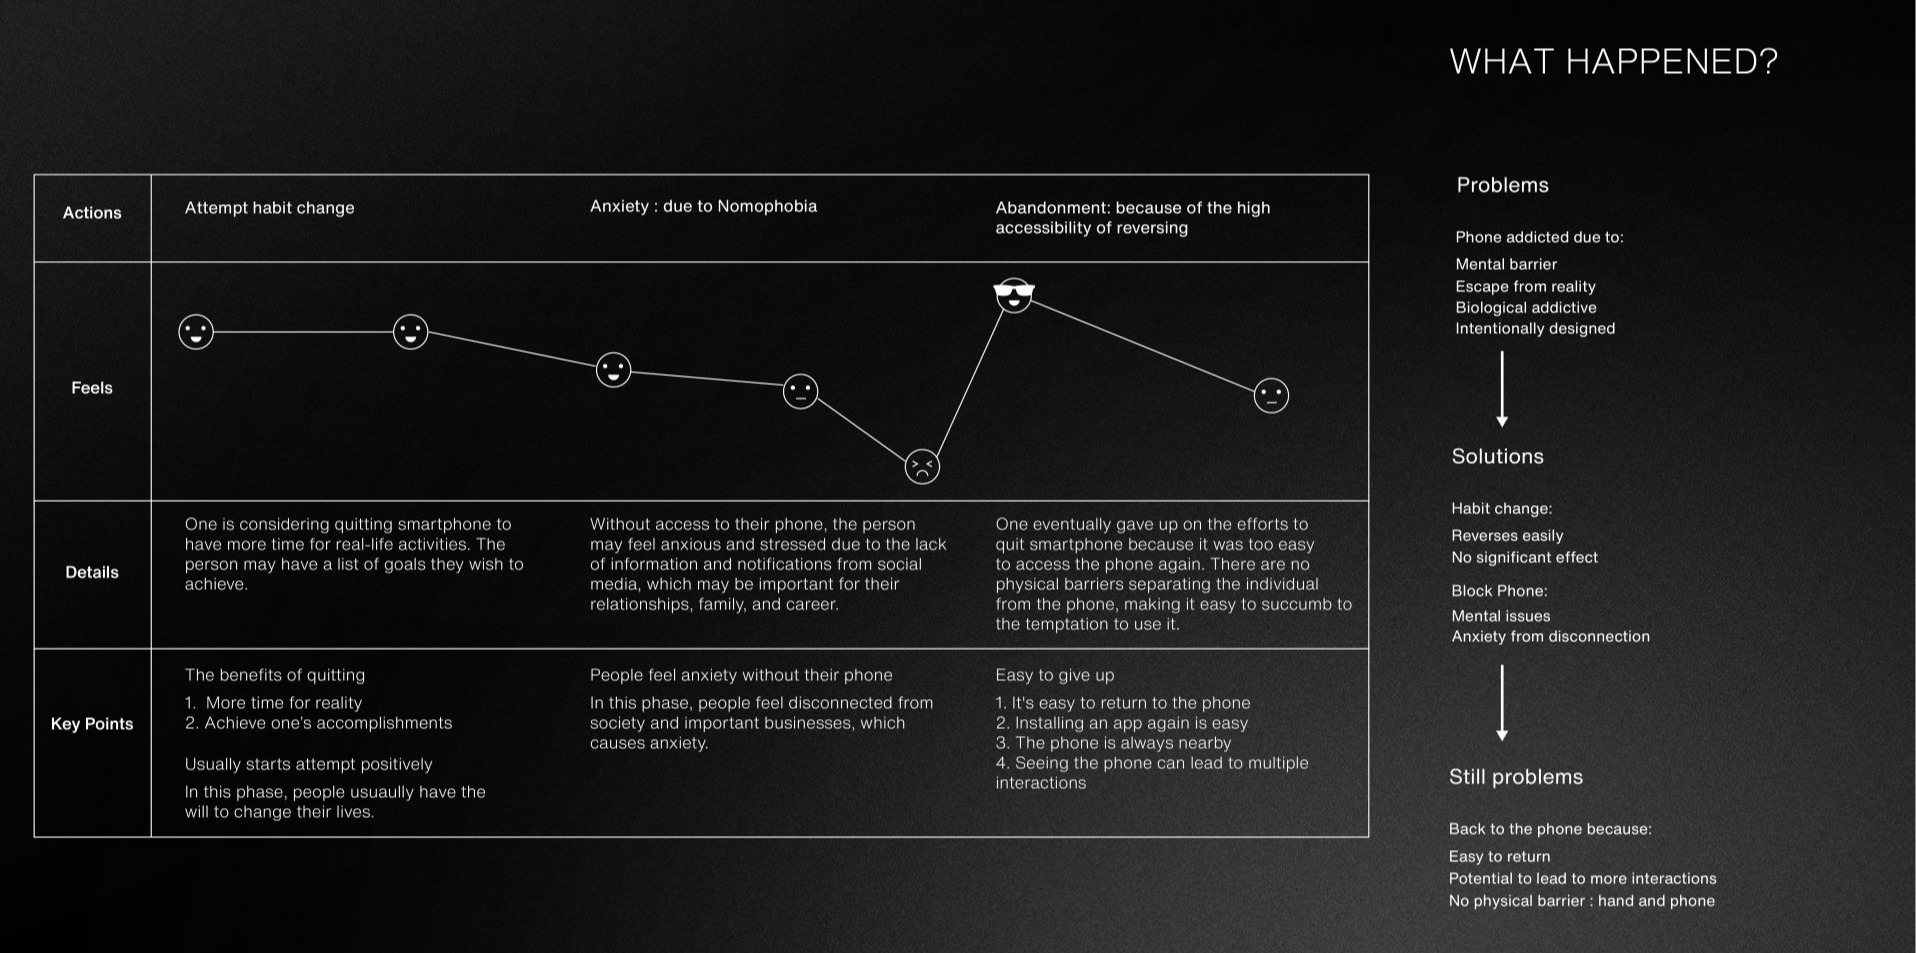 WHAT HAPPENED?
Actions
Attempt habit change
Anxiety : due to Nomophobia
Abandonment: because of the high
accessibility of reversing
Feels
Details
One is considering quitting smartphone to
have more time for real-life activities. The
person may have a list of goals they wish to
achieve.
Without access to their phone, the person
may feel anxious and stressed due to the lack
of information and notifications from social
media, which may be important for their
relationships, family, and career.
One eventually gave up on the efforts to
quit smartphone because it was too easy
to access the phone again. There are no
physical barriers separating the individual
from the phone, making it easy to succumb to
the temptation to use it.
Key Points
The benefits of quitting
1. More time for reality
2. Achieve one’s accomplishments
Usually starts attempt positively
In this phase, people usuaully have the
will to change their lives.
People feel anxiety without their phone
In this phase, people feel disconnected from
society and important businesses, which
causes anxiety.
Easy to give up
1. It's easy to return to the phone
2. Installing an app again is easy
3. The phone is always nearby
4. Seeing the phone can lead to multiple
interactions
Problems
Phone addicted due to:
Mental barrier
Escape from reality
Biological addictive
Intentionally designed
Solutions
Habit change:
Reverses easily
No significant effect
Block Phone:
Mental issues
Anxiety from disconnection
Still problems
Back to the phone because:
Easy to return
Potential to lead to more interactions
No physical barrier : hand and phone